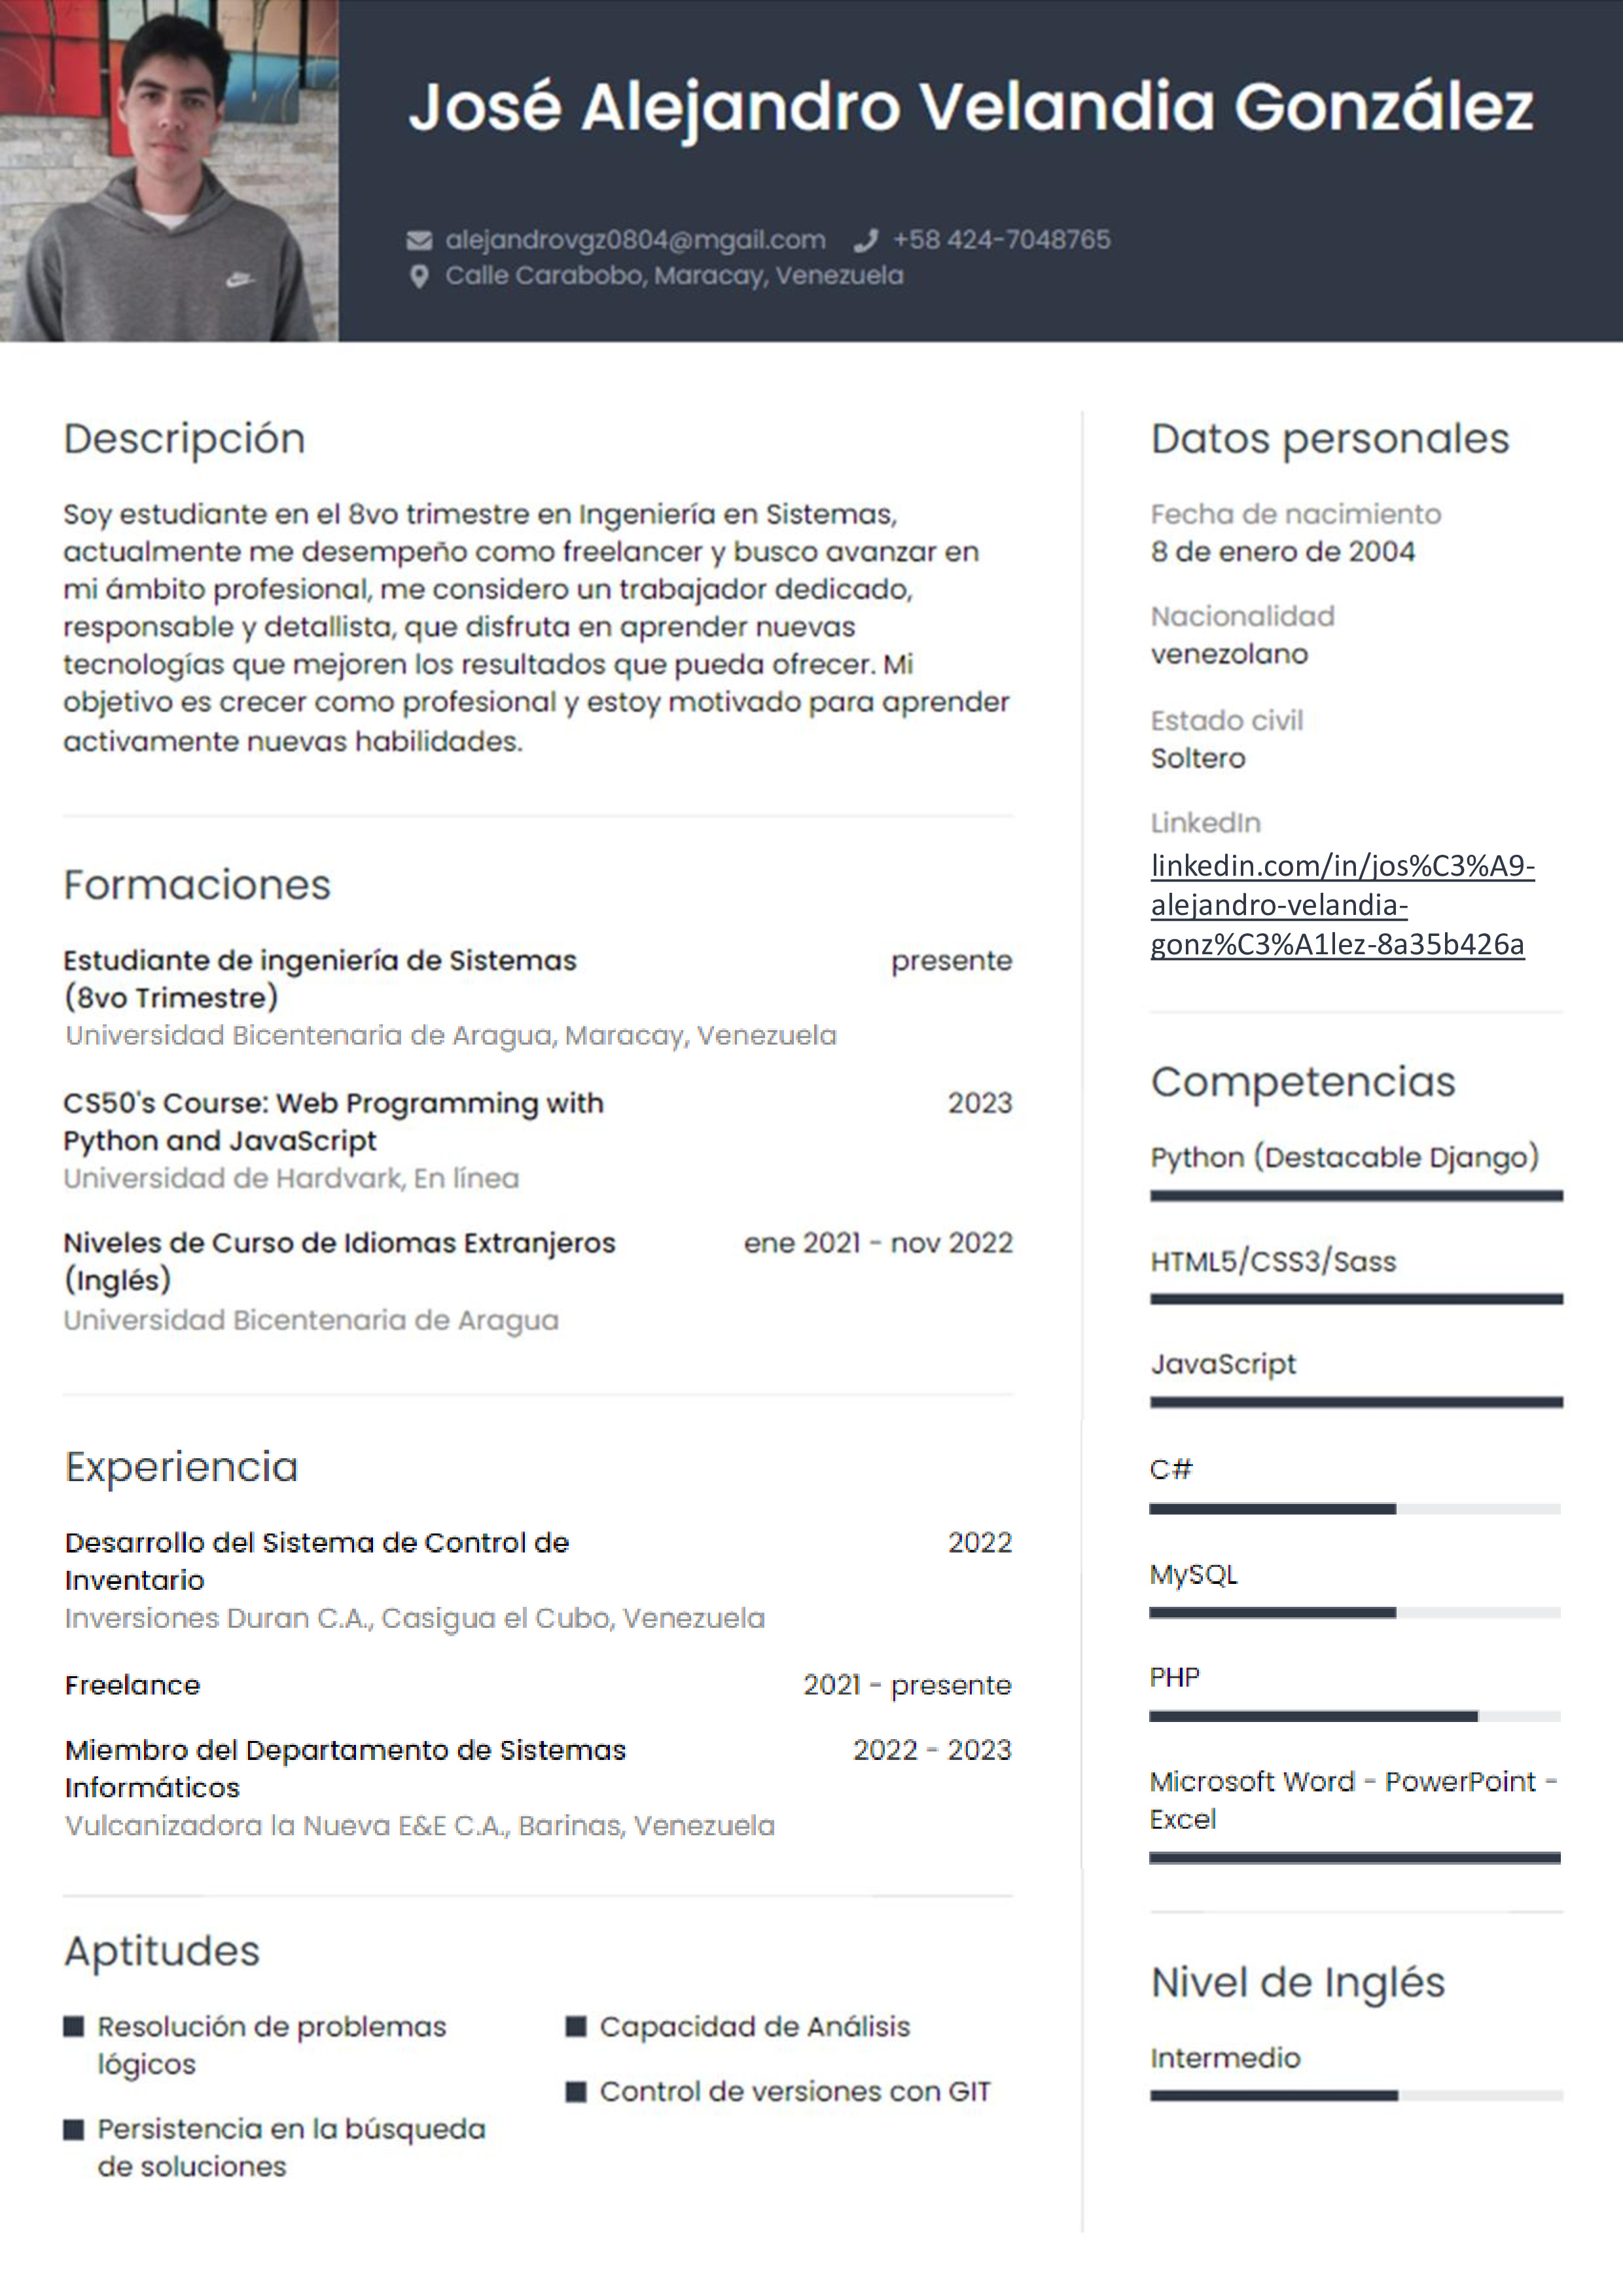 José Alejandro Velandia González
alejandrovgz0804@mgail.com +58 424-7048765
Calle Carabobo, Maracay, Venezuela
Descripción
Soy estudiante en el 8vo trimestre en Ingeniería en Sistemas,
actualmente me desempeño como freelancer y busco avanzar en
mi ámbito profesional, me considero un trabajador dedicado,
responsable y detallista, que disfruta en aprender nuevas
tecnologías que mejoren los resultados que pueda ofrecer. Mi
objetivo es crecer como profesional y estoy motivado para aprender
activamente nuevas habilidades.
Formaciones
Estudiante de ingeniería de Sistemas presente
(8vo Trimestre)
Universidad Bicentenaria de Aragua, Maracay, Venezuela
CS50's Course: Web Programming with 2023
Python and JavaScript
Universidad de Hardvark, En línea
Niveles de Curso de Idiomas Extranjeros ene 2021 - nov 2022
(Inglés)
Universidad Bicentenaria de Aragua
Experiencia
Desarrollo del Sistema de Control de 2022
Inventario
Inversiones Duran C.A., Casigua el Cubo, Venezuela
Freelance 2021 - presente
Miembro del Departamento de Sistemas 2022 - 2023
Informáticos
Vulcanizadora la Nueva E&E C.A., Barinas, Venezuela
Aptitudes
Resolución de problemas
lógicos
Persistencia en la búsqueda
de soluciones
Capacidad de Análisis
Control de versiones con GIT
Datos personales
Fecha de nacimiento
8 de enero de 2004
Nacionalidad
venezolano
Estado civil
Soltero
LinkedIn
linkedin.com/in/jos%C3%A9-
alejandro-velandia-
gonz%C3%A1lez-8a35b426a
Competencias
Python (Destacable Django)
HTML5/CSS3/Sass
JavaScript
C#
MySQL
PHP
Microsoft Word - PowerPoint -
Excel
Nivel de Inglés
Intermedio